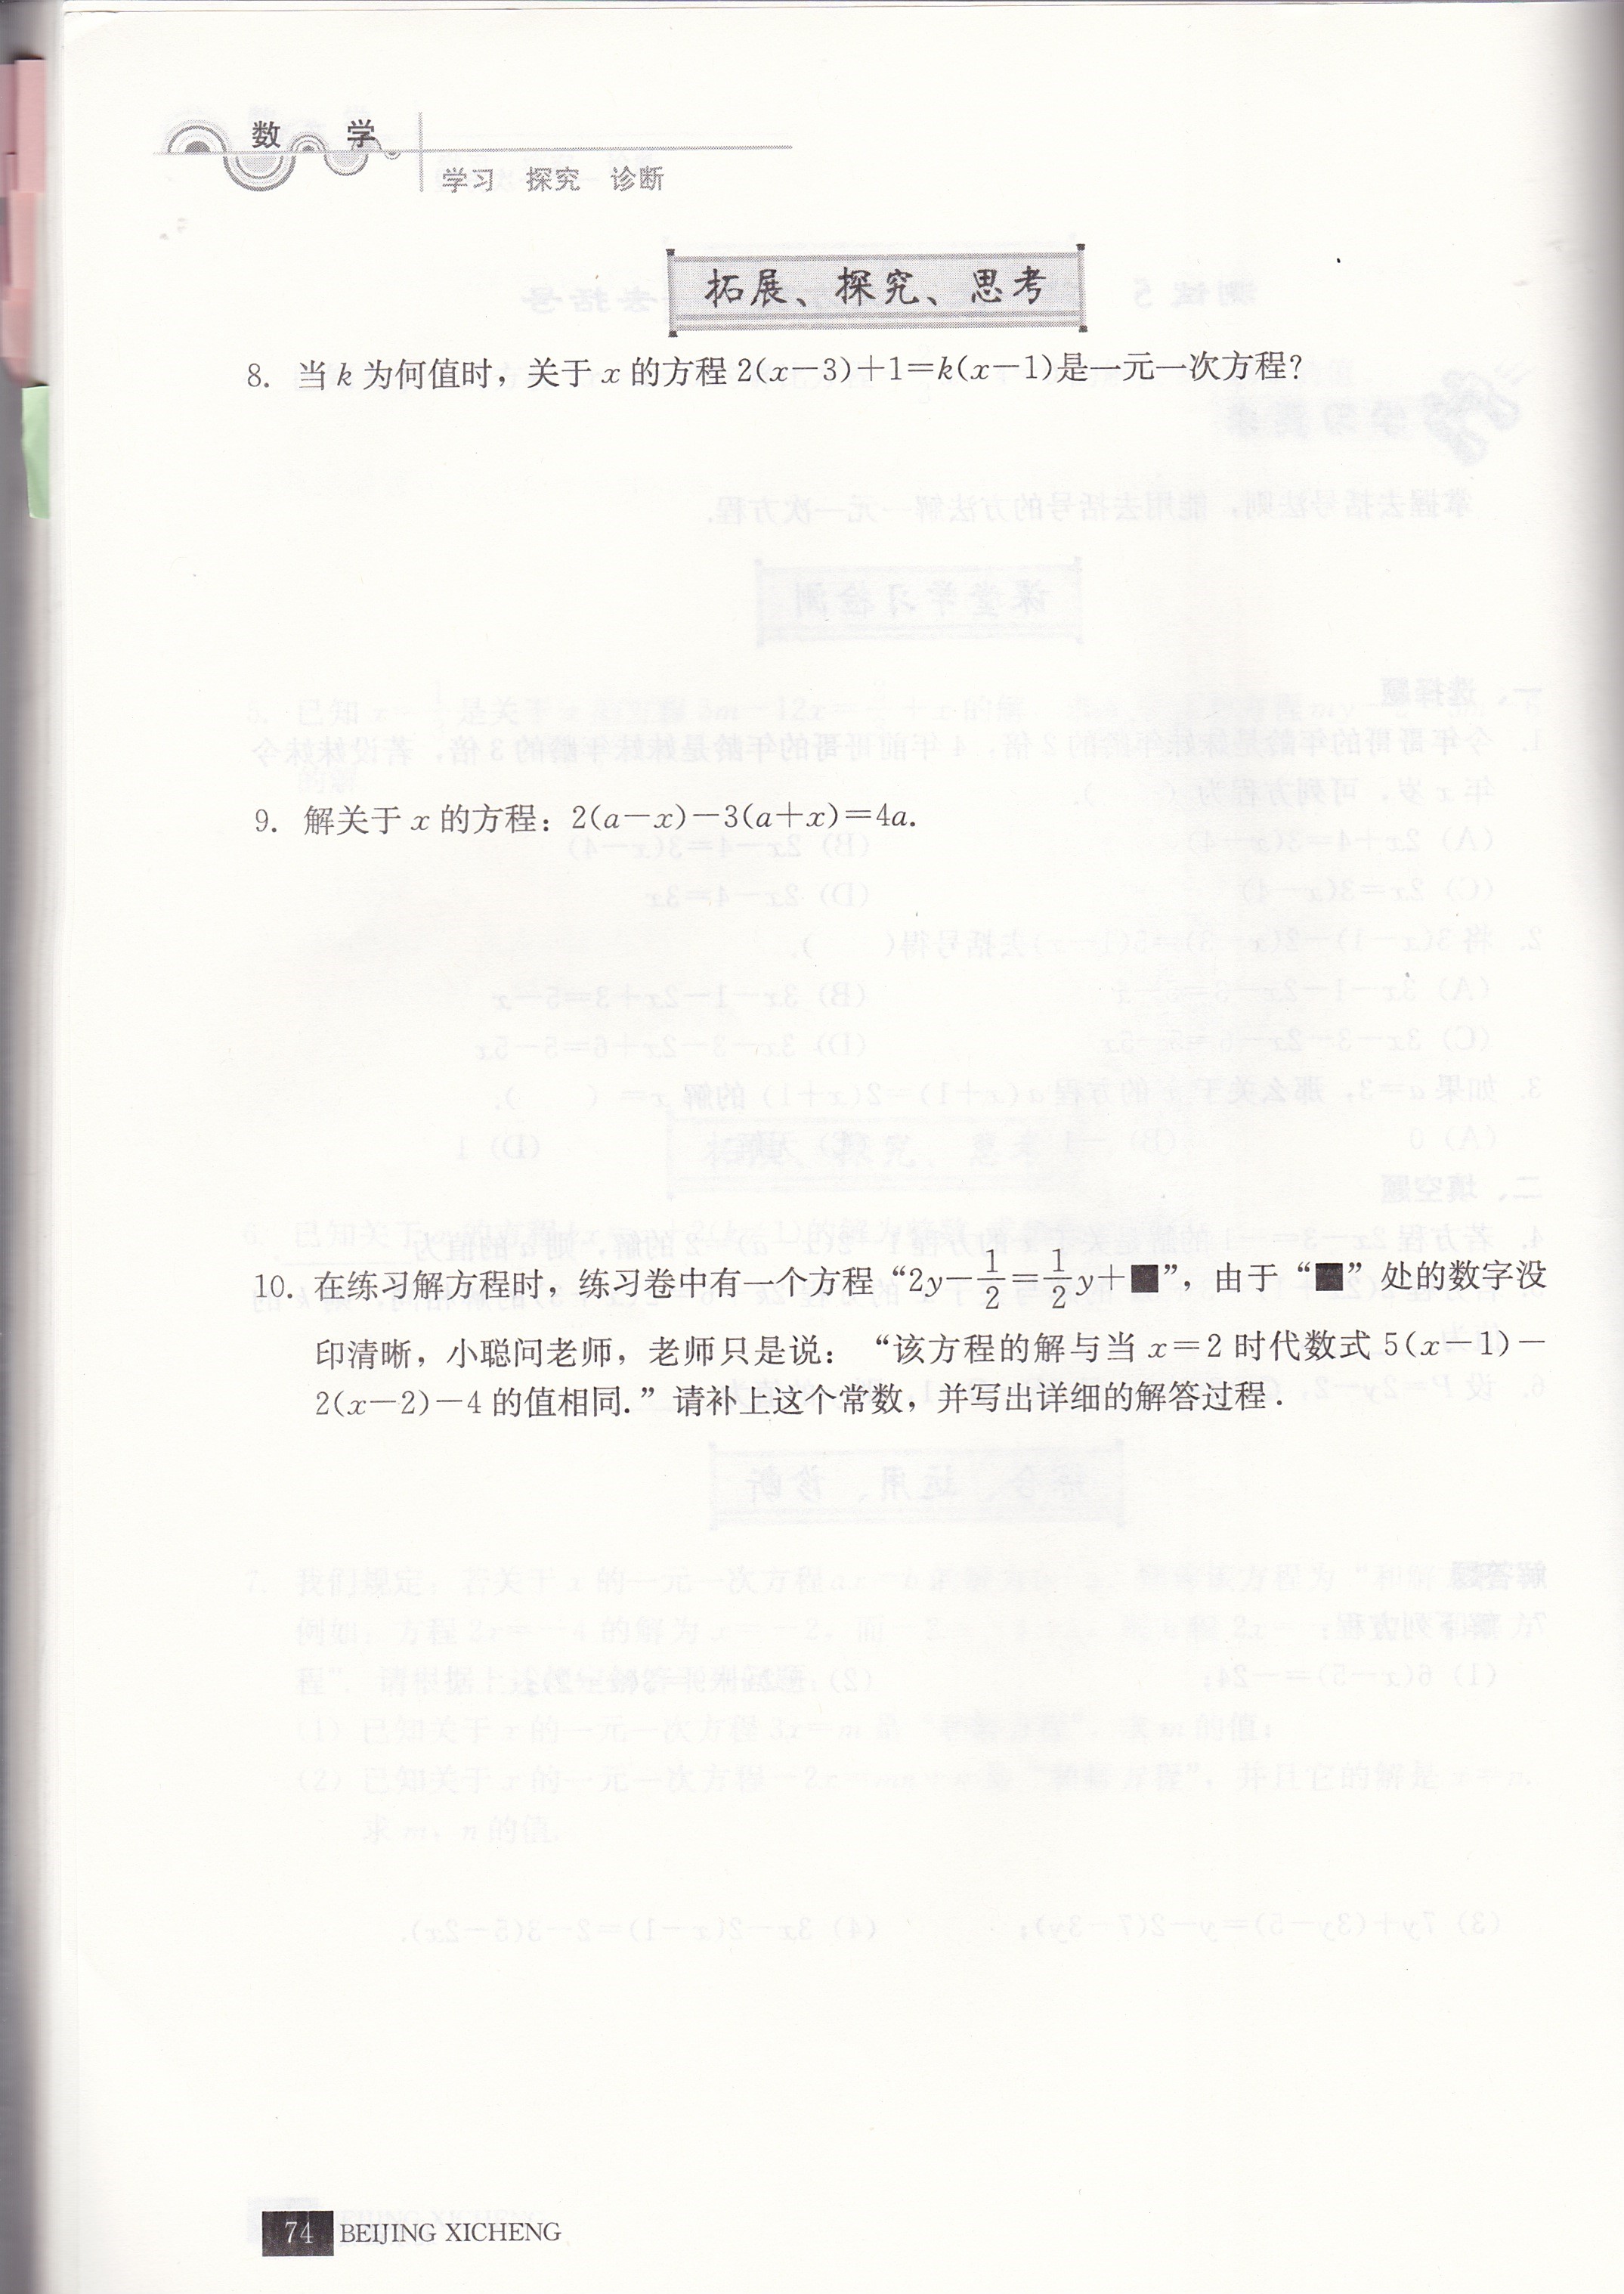 数 学
学习 探究 诊断
拓展、探究、思考
8. 当 k 为何值时，关于 x 的方程 2(x－3)＋1＝k(x－1)是一元一次方程？
9. 解关于 x 的方程：2(a－x)－3(a＋x)＝4a.
10. 在练习解方程时，练习卷中有一个方程“2y－1/2＝1/2y＋■”，由于“■”处的数字没
印清晰，小聪问老师，老师只是说：“该方程的解与当 x＝2 时代数式 5(x－1)－
2(x－2)－4 的值相同.”请补上这个常数，并写出详细的解答过程.
74 BEIJING XICHENG